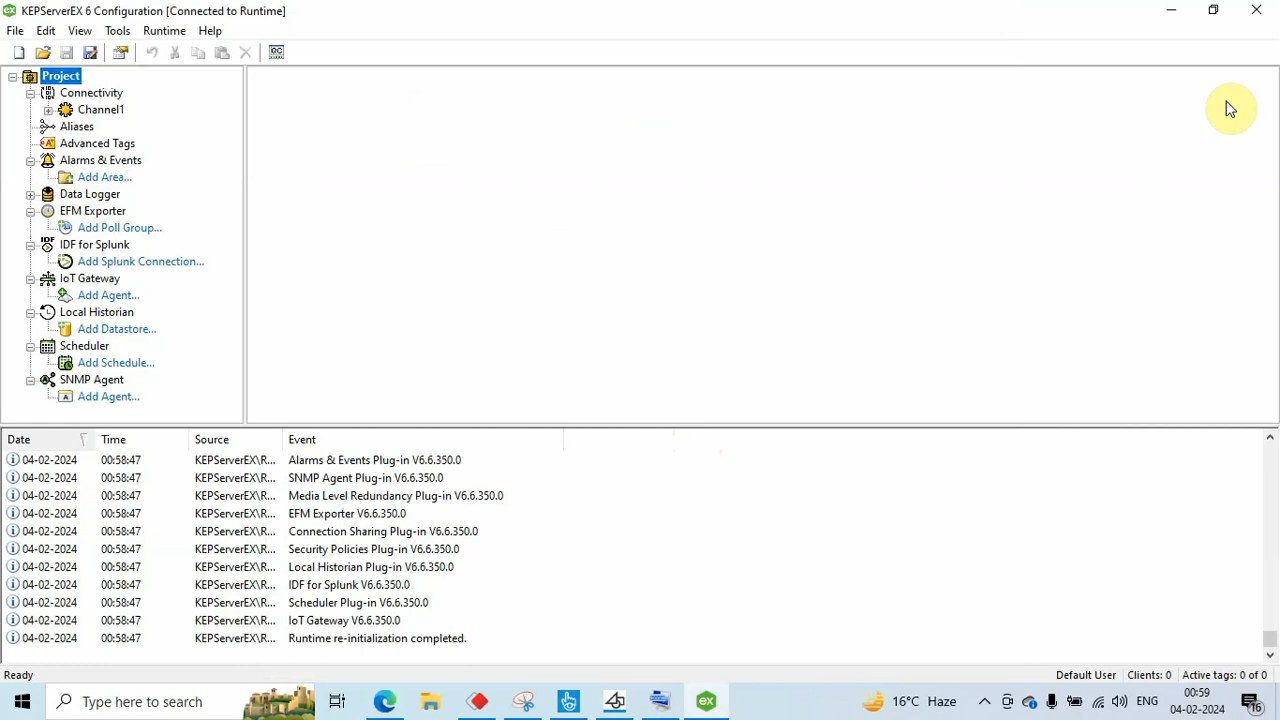 KEPServerEX 6 Configuration [Connected to Runtime]
File Edit View Tools Runtime Help
Project
Connectivity
Channel1
Aliases
Advanced Tags
Alarms & Events
Add Area...
Data Logger
EFM Exporter
Add Poll Group...
IDF for Splunk
Add Splunk Connection...
IoT Gateway
Add Agent...
Local Historian
Add Datastore...
Scheduler
Add Schedule...
SNMP Agent
Add Agent...
Date Time Source Event
04-02-2024 00:58:47 KEPServerEX\R... Alarms & Events Plug-in V6.6.350.0
04-02-2024 00:58:47 KEPServerEX\R... SNMP Agent Plug-in V6.6.350.0
04-02-2024 00:58:47 KEPServerEX\R... Media Level Redundancy Plug-in V6.6.350.0
04-02-2024 00:58:47 KEPServerEX\R... EFM Exporter V6.6.350.0
04-02-2024 00:58:47 KEPServerEX\R... Connection Sharing Plug-in V6.6.350.0
04-02-2024 00:58:47 KEPServerEX\R... Security Policies Plug-in V6.6.350.0
04-02-2024 00:58:47 KEPServerEX\R... Local Historian Plug-in V6.6.350.0
04-02-2024 00:58:47 KEPServerEX\R... IDF for Splunk V6.6.350.0
04-02-2024 00:58:47 KEPServerEX\R... Scheduler Plug-in V6.6.350.0
04-02-2024 00:58:47 KEPServerEX\R... IoT Gateway V6.6.350.0
04-02-2024 00:58:47 KEPServerEX\R... Runtime re-initialization completed.
Ready Default User Clients: 0 Active tags: 0 of 0
Type here to search 16°C Haze ENG 00:59
04-02-2024 16